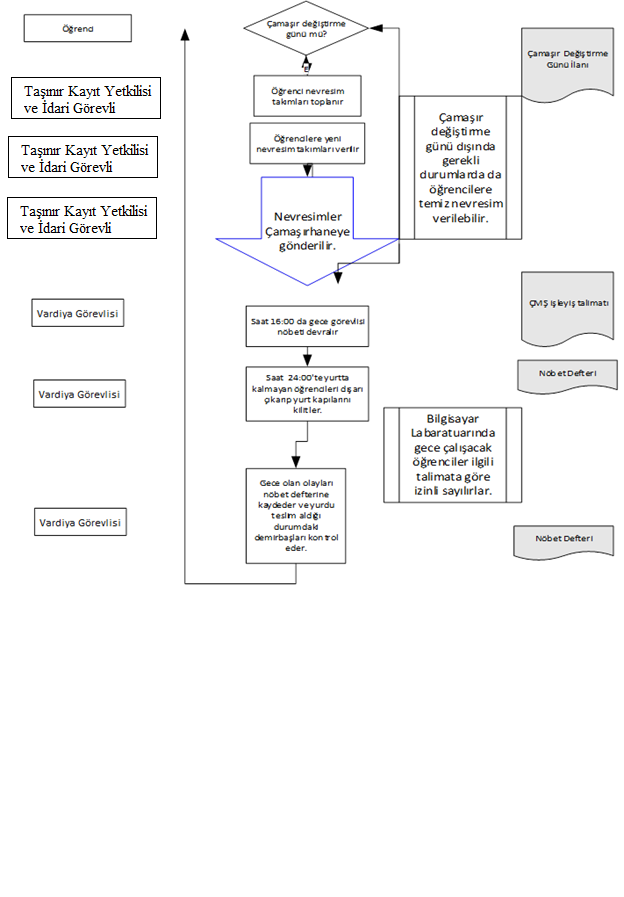 Öğrenci
Çamaşır değiştirme
günü mü?
Çamaşır Değiştirme
Günü İlanı
Taşınır Kayıt Yetkilisi
ve İdari Görevli
Öğrenci nevresim
takımları toplanır
Çamaşır
değiştirme
günü dışında
gerekli
durumlarda da
öğrencilere
temiz nevresim
verilebilir.
Taşınır Kayıt Yetkilisi
ve İdari Görevli
Öğrencilere yeni
nevresim takımları verilir
Taşınır Kayıt Yetkilisi
ve İdari Görevli
Nevresimler
Çamaşırhaneye
gönderilir.
Vardiya Görevlisi
Saat 16:00 da gece görevlisi
nöbeti devralır
ÇMŞ işleyiş talimatı
Vardiya Görevlisi
Saat 24:00'te yurtta
kalmayan öğrencileri dışarı
çıkarıp yurt kapılarını
kilitler.
Nöbet Defteri
Bilgisayar
Labaratuarında
gece çalışacak
öğrenciler ilgili
talimata göre
izinli sayılırlar.
Vardiya Görevlisi
Gece olan olayları
nöbet defterine
kaydeder ve yurdu
teslim aldığı
durumdaki
demirbaşları kontrol
eder.
Nöbet Defteri